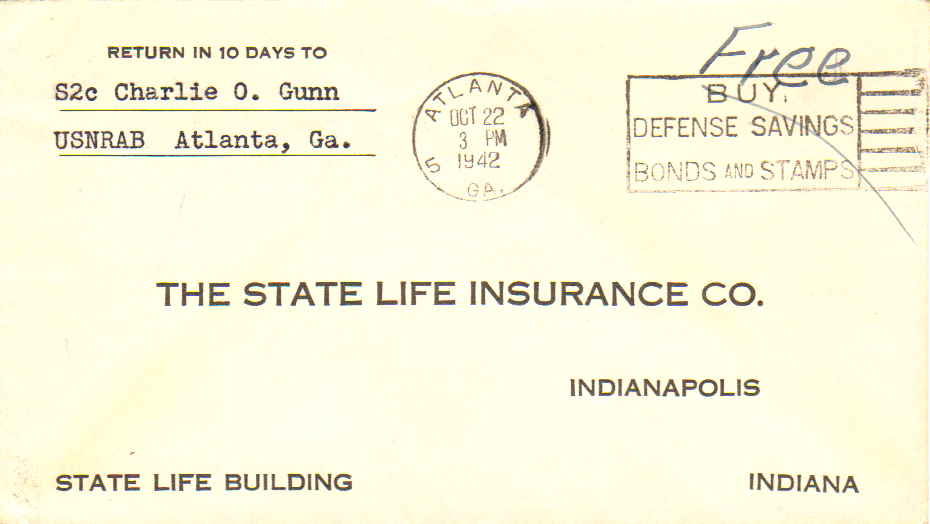 RETURN IN 10 DAYS TO
S2c Charlie O. Gunn
USNRAB Atlanta, Ga.
ATLANTA
OCT 22
3 PM
1942
5
GA.
Free
BUY
DEFENSE SAVINGS
BONDS AND STAMPS
THE STATE LIFE INSURANCE CO.
INDIANAPOLIS
STATE LIFE BUILDING INDIANA